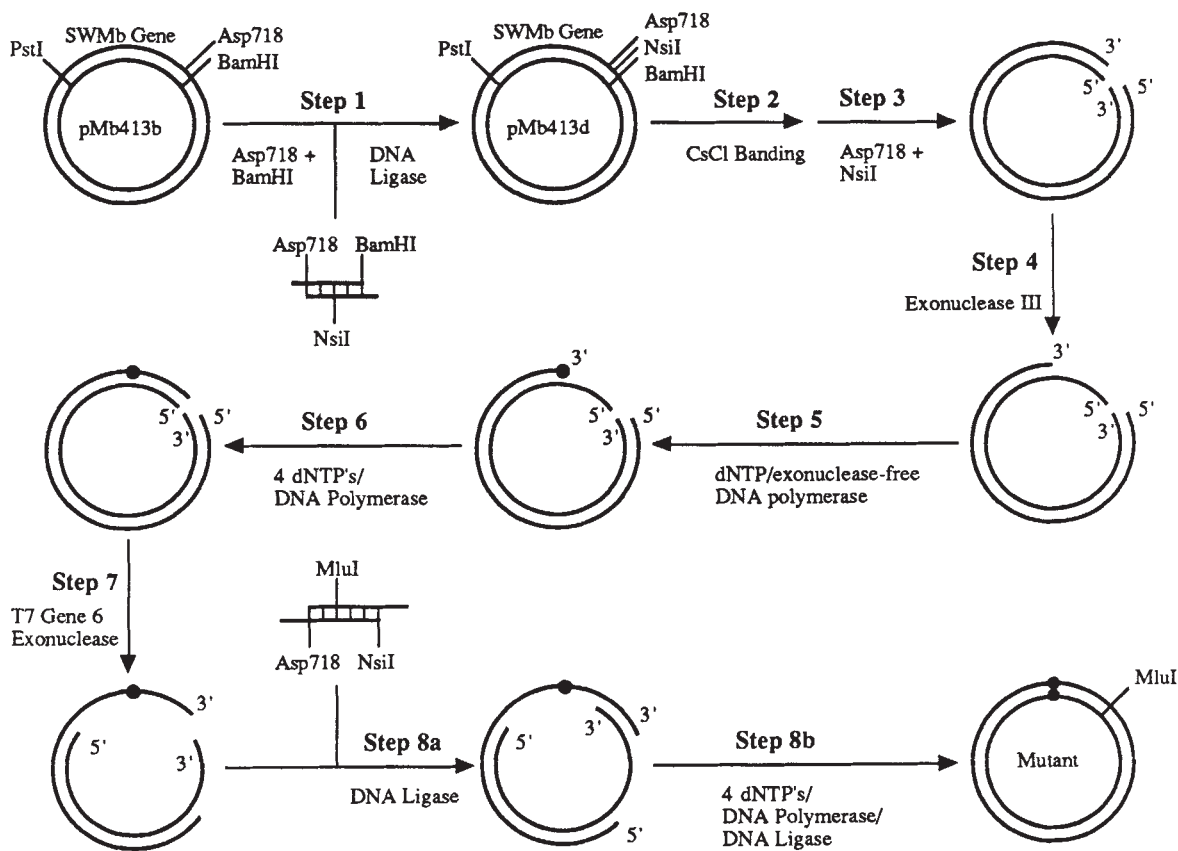 SWMb Gene
PstI
Asp718
BamHI
pMb413b
Step 1
Asp718 +
BamHI
DNA
Ligase
Asp718 BamHI
NsiI
SWMb Gene
PstI
Asp718
NsiI
BamHI
pMb413d
Step 2
CsCl Banding
Step 3
Asp718 +
NsiI
3'
5' 5'
3'
Step 4
Exonuclease III
3'
5' 5'
3'
Step 5
dNTP/exonuclease-free
DNA polymerase
3'
5' 5'
3'
Step 6
4 dNTP's/
DNA Polymerase
5' 5'
3'
Step 7
T7 Gene 6
Exonuclease
3'
5'
3'
MluI
Asp718 NsiI
Step 8a
DNA Ligase
3' 3'
5'
5'
Step 8b
4 dNTP's/
DNA Polymerase/
DNA Ligase
MluI
Mutant